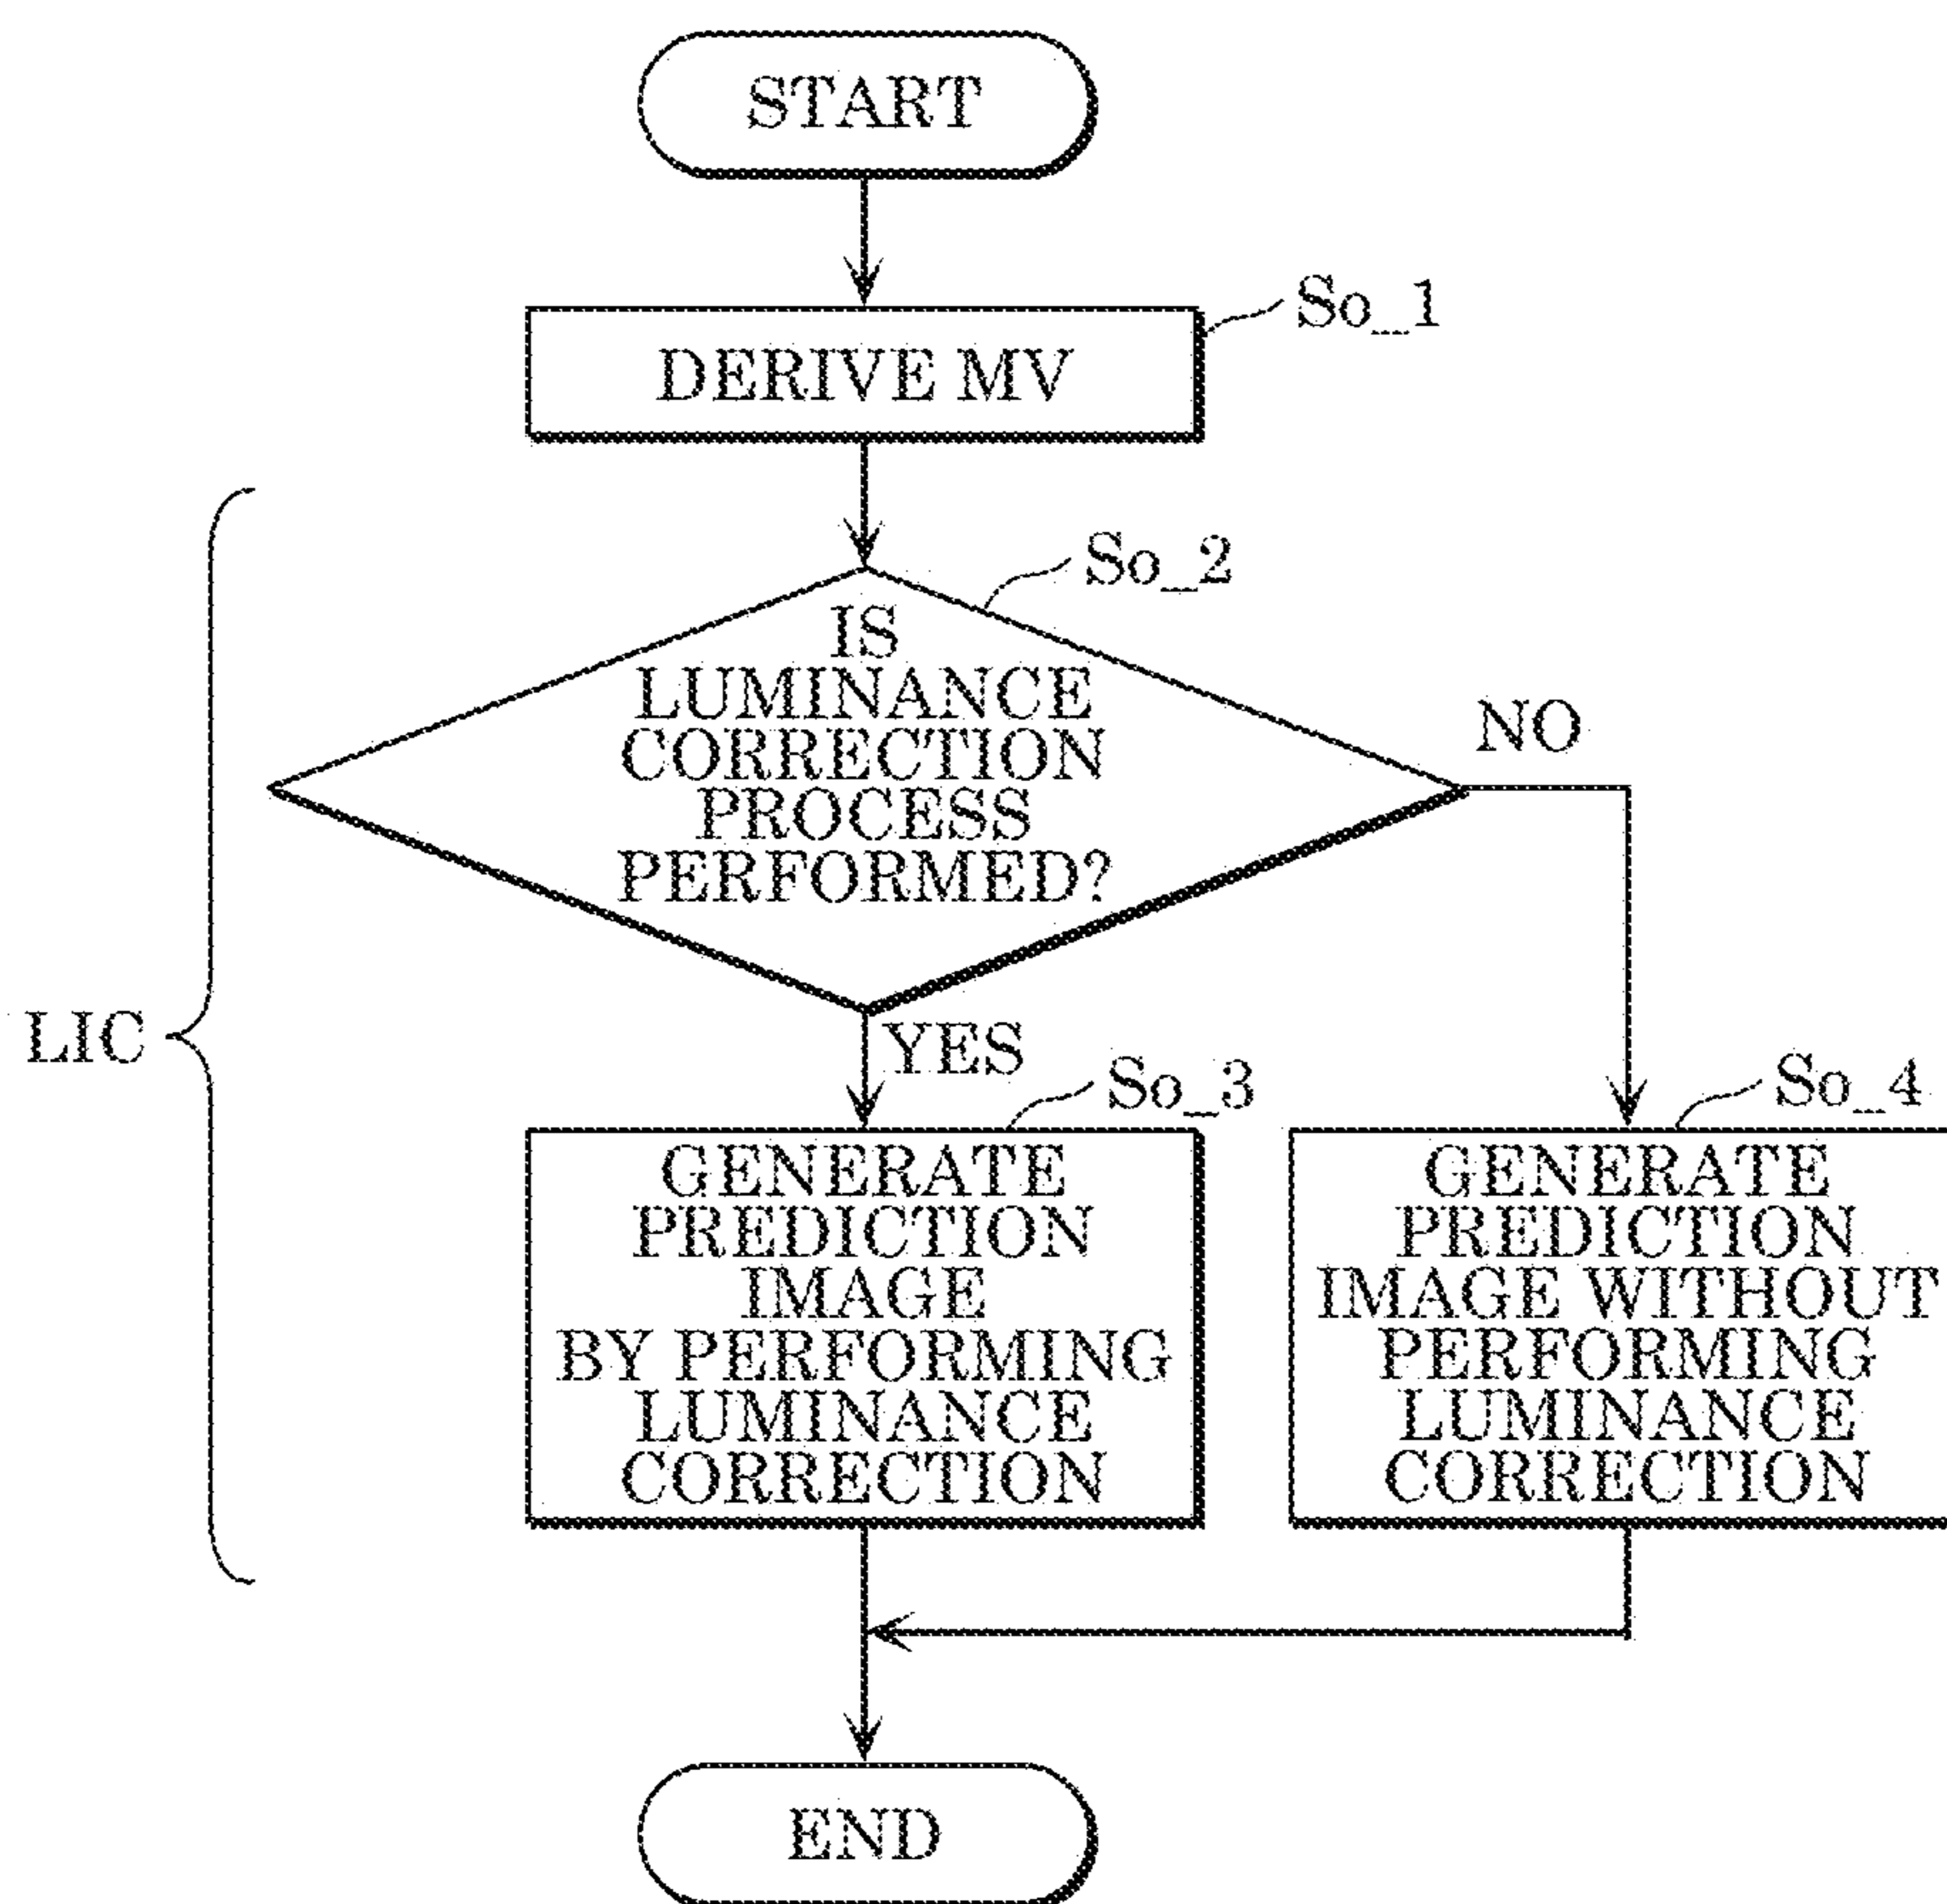 START
So_1
DERIVE MV
So_2
IS
LUMINANCE
CORRECTION
PROCESS
PERFORMED?
NO
LIC
YES
So_3
So_4
GENERATE
PREDICTION
IMAGE
BY PERFORMING
LUMINANCE
CORRECTION
GENERATE
PREDICTION
IMAGE WITHOUT
PERFORMING
LUMINANCE
CORRECTION
END